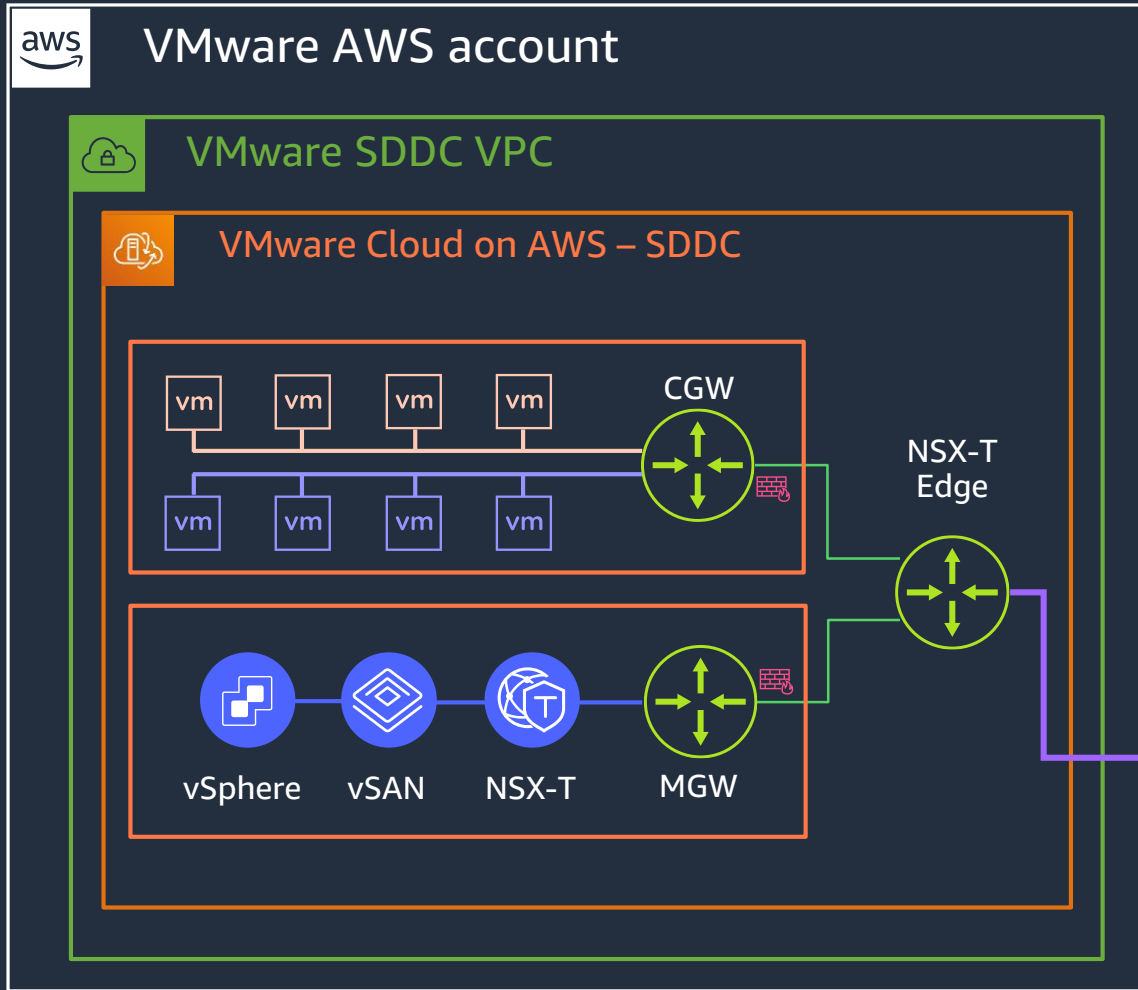 aws
VMware AWS account
VMware SDDC VPC
VMware Cloud on AWS – SDDC
vm
vm
vm
vm
CGW
NSX-T
Edge
vm
vm
vm
vm
T
vSphere
vSAN
NSX-T
MGW